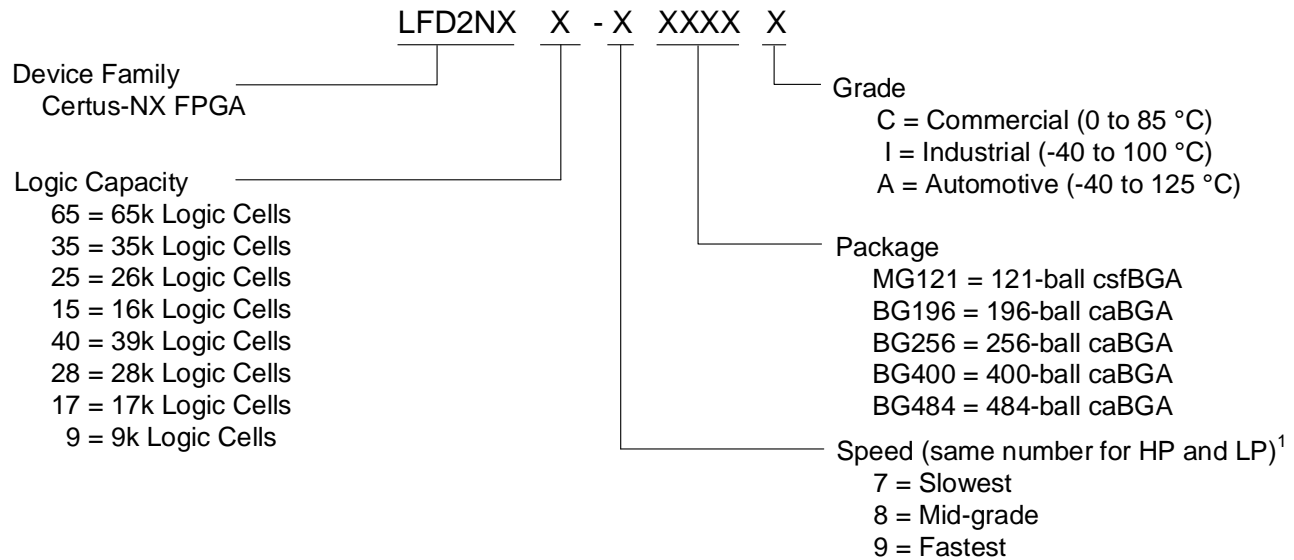 LFD2NX X - X XXXX X
Device Family
Certus-NX FPGA
Logic Capacity
65 = 65k Logic Cells
35 = 35k Logic Cells
25 = 26k Logic Cells
15 = 16k Logic Cells
40 = 39k Logic Cells
28 = 28k Logic Cells
17 = 17k Logic Cells
9 = 9k Logic Cells
Grade
C = Commercial (0 to 85 °C)
I = Industrial (-40 to 100 °C)
A = Automotive (-40 to 125 °C)
Package
MG121 = 121-ball csfBGA
BG196 = 196-ball caBGA
BG256 = 256-ball caBGA
BG400 = 400-ball caBGA
BG484 = 484-ball caBGA
Speed (same number for HP and LP)1
7 = Slowest
8 = Mid-grade
9 = Fastest